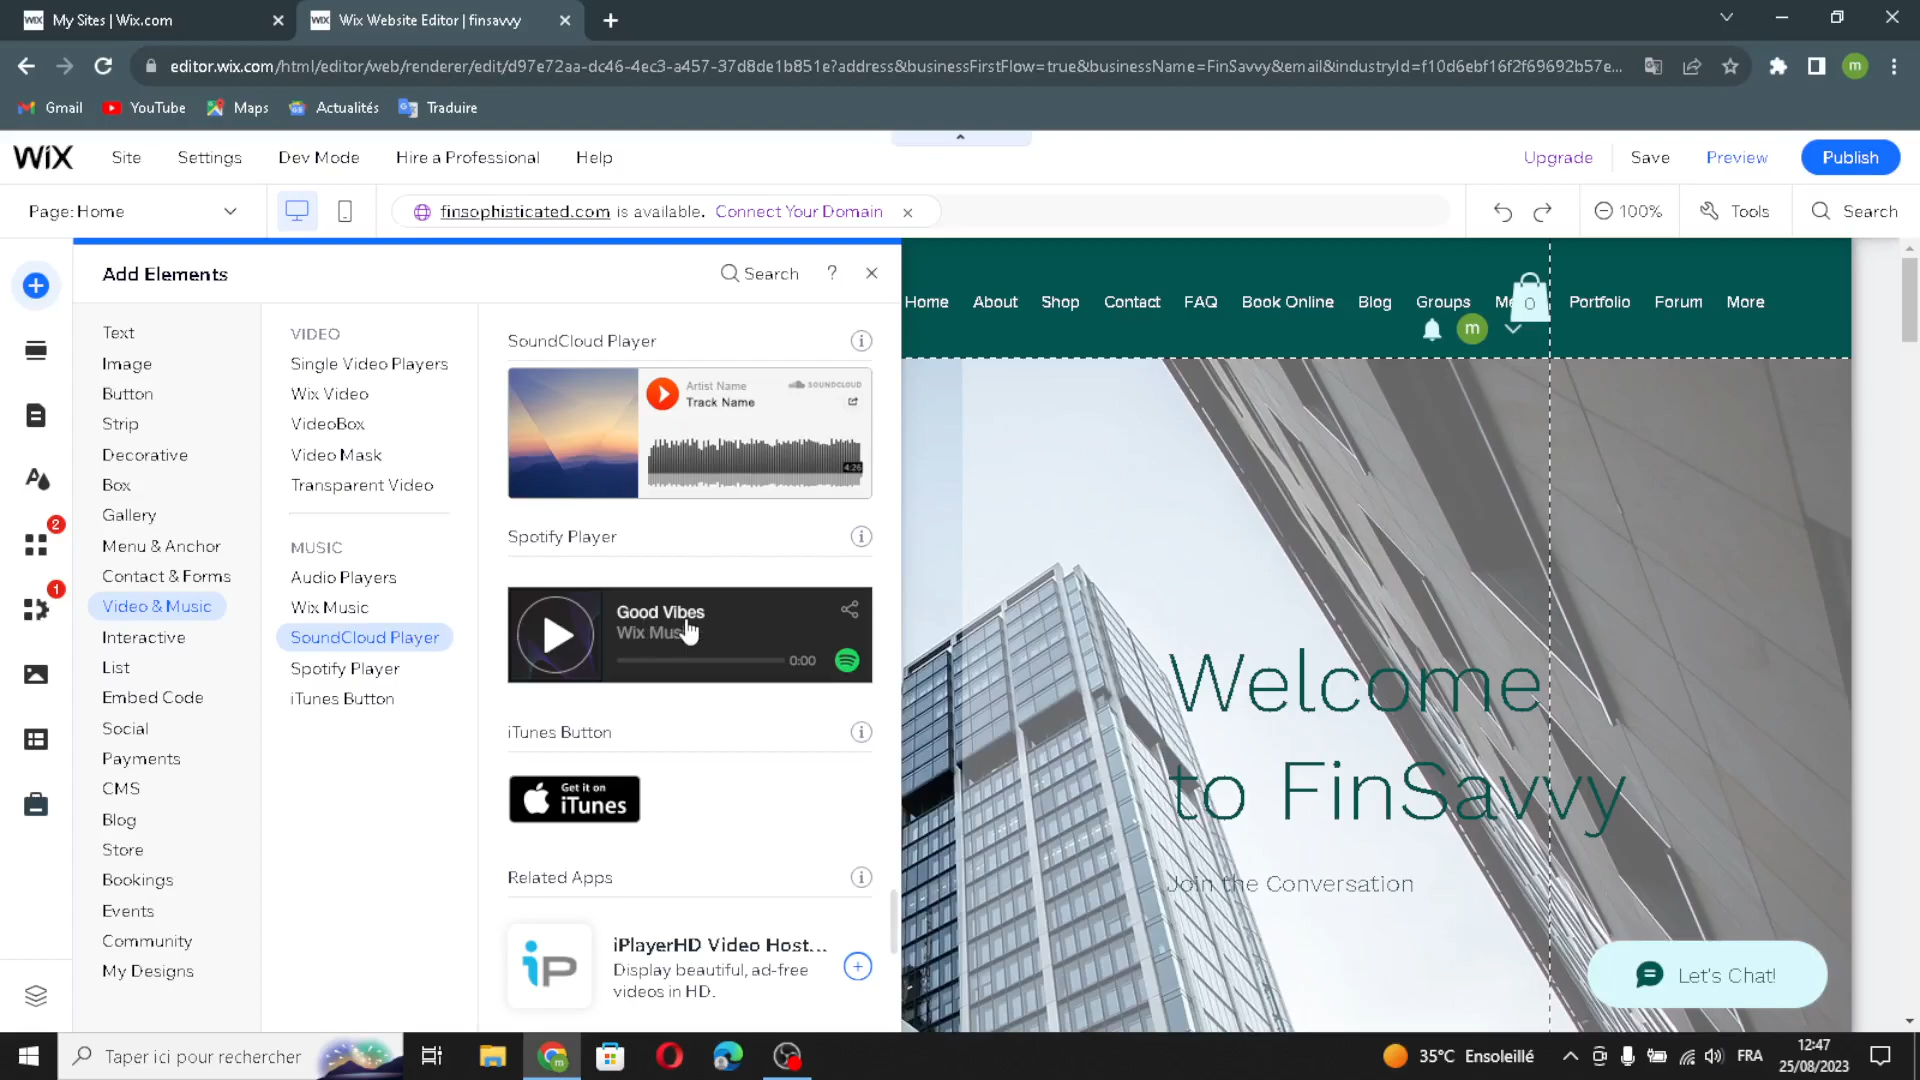 My Sites | Wix.com
Wix Website Editor | finsavvy
editor.wix.com/html/editor/web/renderer/edit/d97e72aa-dc46-4ec3-a457-37d8de1b851e?address&businessFirstFlow=true&businessName=FinSavvy&email&industryId=f10d6ebf16f2f69692b57e...
m
Gmail
YouTube
Maps
Actualités
Traduire
WiX
Site
Settings
Dev Mode
Hire a Professional
Help
Upgrade
Save
Preview
Publish
Page: Home
finsophisticated.com is available. Connect Your Domain
100%
Tools
Search
Add Elements
Search
?
Text
Image
Button
Strip
Decorative
Box
Gallery
Menu & Anchor
Contact & Forms
Video & Music
Interactive
List
Embed Code
Social
Payments
CMS
Blog
Store
Bookings
Events
Community
My Designs
2
1
VIDEO
Single Video Players
Wix Video
VideoBox
Video Mask
Transparent Video
MUSIC
Audio Players
Wix Music
SoundCloud Player
Spotify Player
iTunes Button
SoundCloud Player
Artist Name
SOUNDCLOUD
Track Name
4:26
Spotify Player
Good Vibes
Wix Music
0:00
iTunes Button
Get it on
iTunes
Related Apps
iP
iPlayerHD Video Host...
Display beautiful, ad-free
videos in HD.
Home
About
Shop
Contact
FAQ
Book Online
Blog
Groups
0
Portfolio
Forum
More
m
Welcome
to FinSavvy
Join the Conversation
Let's Chat!
Taper ici pour rechercher
35°C Ensoleillé
FRA
12:47
25/08/2023